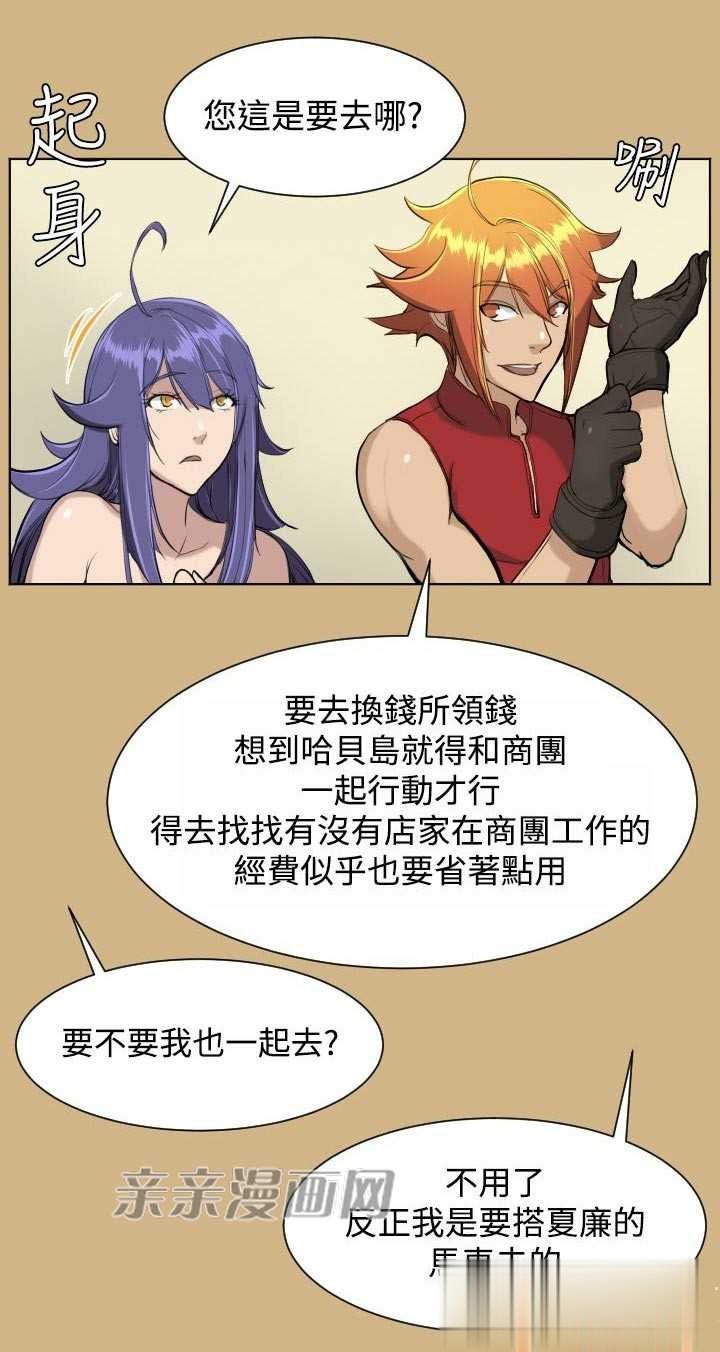 您這是要去哪?
起身
唰
要去換錢所領錢
想到哈貝島就得和商團
一起行動才行
得去找找有沒有店家在商團工作的
經費似乎也要省著點用
要不要我也一起去?
亲亲漫画网
不用了
反正我是要搭夏廉的
馬車去的